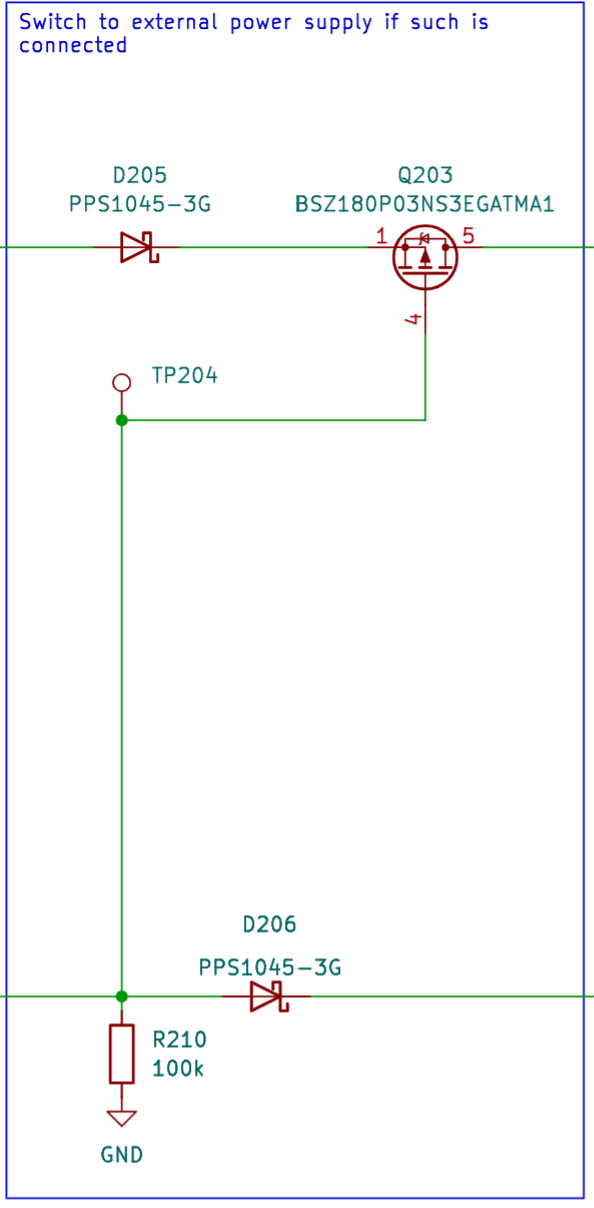 Switch to external power supply if such is
connected
D205
PPS1045-3G
Q203
BSZ180P03NS3EGATMA1
1
5
4
TP204
D206
PPS1045-3G
R210
100k
GND